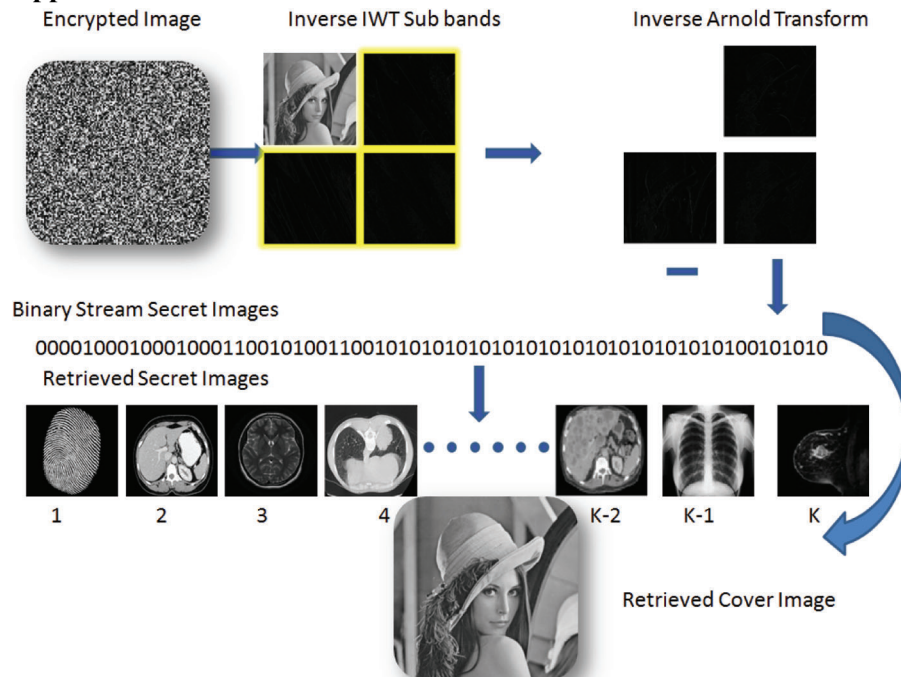 Encrypted Image
Inverse IWT Sub bands
Inverse Arnold Transform
Binary Stream Secret Images
000010001000100011001010011001010101010101010101010101010101010100101010
Retrieved Secret Images
1
2
3
4
K-2
K-1
K
Retrieved Cover Image